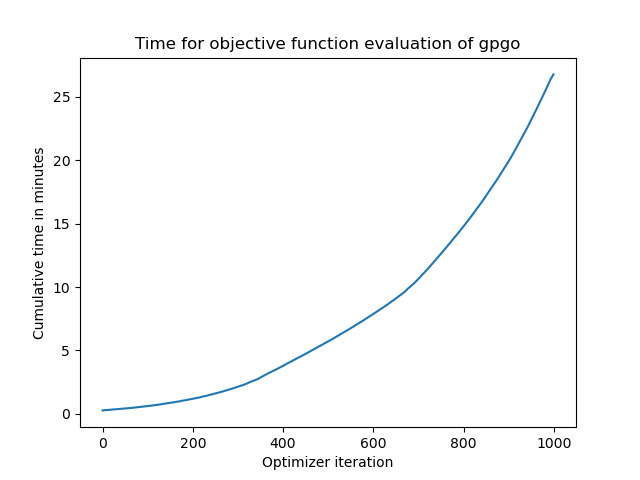 Time for objective function evaluation of gpgo
Cumulative time in minutes
25
20
15
10
5
0
0 200 400 600 800 1000
Optimizer iteration